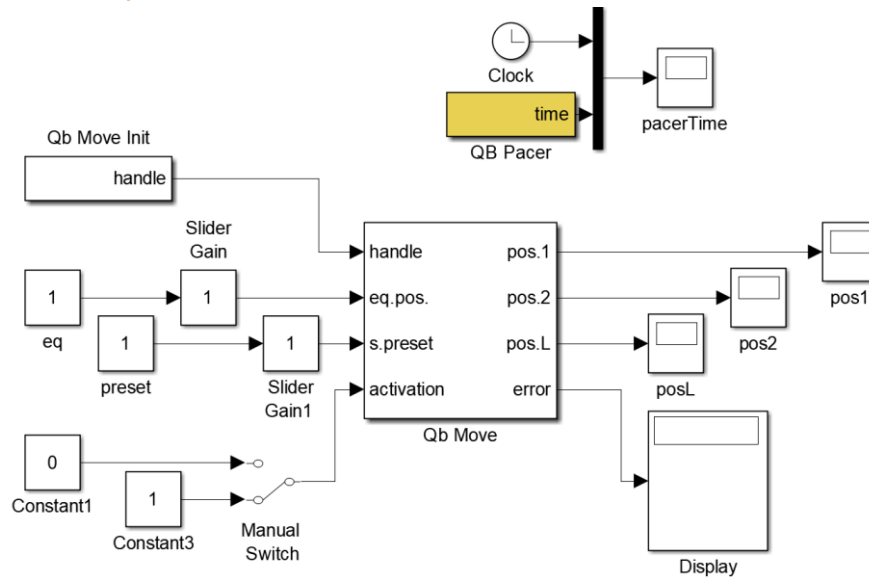 Clock
time
QB Pacer
pacerTime
Qb Move Init
handle
Slider
Gain
1
eq
1
1
preset
1
Slider
Gain1
handle
eq.pos.
s.preset
activation
pos.1
pos.2
pos.L
error
Qb Move
pos1
pos2
posL
0
Constant1
1
Constant3
Manual
Switch
Display